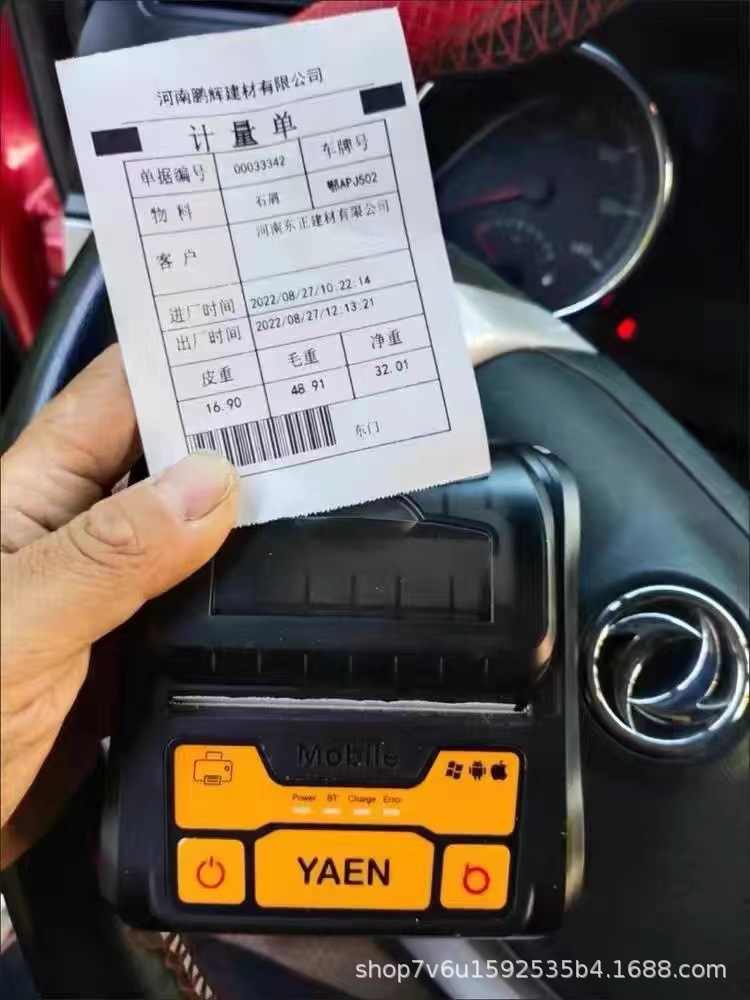 河南鹏辉建材有限公司
计量单
单据编号 00033342 车牌号
物料 石屑 鄂APJ502
客户 河南东正建材有限公司
进厂时间 2022/08/27/10:22:14
出厂时间 2022/08/27/12:13:21
皮重 毛重 净重
16.90 48 91 32.01
东门
Mobile
Power BT Charge Error
YAEN
shop7v6u1592535b4.1688.com